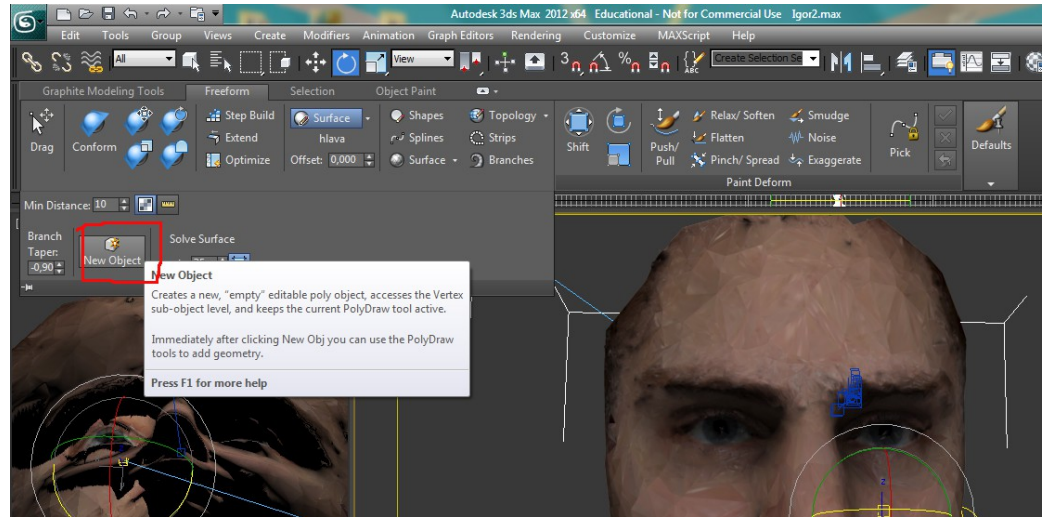 Autodesk 3ds Max 2012 x64 Educational - Not for Commercial Use Igor2.max
Edit Tools Group Views Create Modifiers Animation Graph Editors Rendering Customize MAXScript Help
All View 3 % ABC Create Selection Se
Graphite Modeling Tools Freeform Selection Object Paint
Drag
Conform
Step Build
Extend
Optimize
Surface
hlava
Offset: 0,000
Shapes
Splines
Surface
Topology
Strips
Branches
Shift
Push/
Pull
Relax/ Soften
Flatten
Pinch/ Spread
Smudge
Noise
Exaggerate
Pick
Defaults
Paint Deform
Min Distance: 10
Branch
Taper:
-0,90
New Object
Solve Surface
New Object
Creates a new, "empty" editable poly object, accesses the Vertex
sub-object level, and keeps the current PolyDraw tool active.
Immediately after clicking New Obj you can use the PolyDraw
tools to add geometry.
Press F1 for more help
z